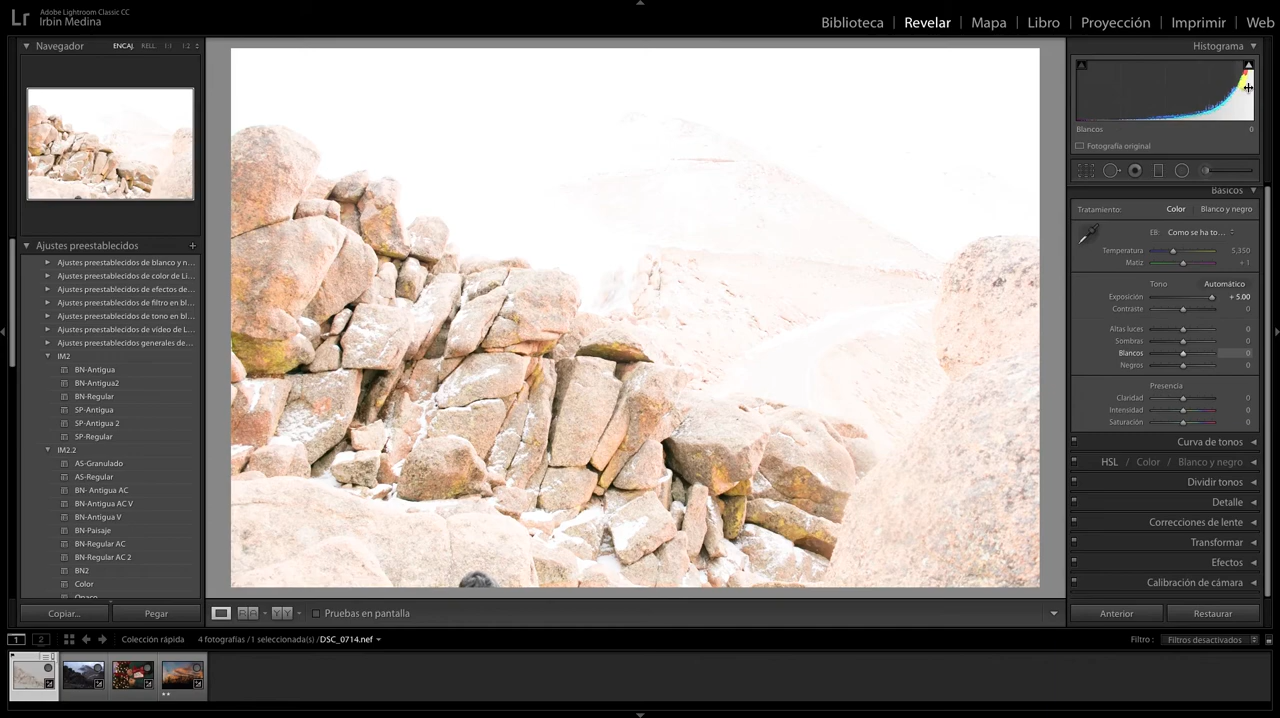 Lr Adobe Lightroom Classic CC
Irbin Medina
Biblioteca | Revelar | Mapa | Libro | Proyección | Imprimir | Web
Navegador ENCAJ. RELL. 1:1 1:2
Ajustes preestablecidos +
Ajustes preestablecidos de blanco y n...
Ajustes preestablecidos de color de Li...
Ajustes preestablecidos de efectos de...
Ajustes preestablecidos de filtro en bl...
Ajustes preestablecidos de tono en bl...
Ajustes preestablecidos de vídeo de L...
Ajustes preestablecidos generales de...
IM2
BN-Antigua
BN-Antigua2
BN-Regular
SP-Antigua
SP-Antigua 2
SP-Regular
IM2.2
AS-Granulado
AS-Regular
BN- Antigua AC
BN-Antigua AC V
BN-Antigua V
BN-Paisaje
BN-Regular AC
BN-Regular AC 2
BN2
Color
Opaco
Copiar... Pegar
Pruebas en pantalla
Histograma
Blancos 0
Fotografía original
Básicos
Tratamiento: Color Blanco y negro
EB: Como se ha to...
Temperatura 5,350
Matiz + 1
Tono Automático
Exposición + 5.00
Contraste 0
Altas luces 0
Sombras 0
Blancos 0
Negros 0
Presencia
Claridad 0
Intensidad 0
Saturación 0
Curva de tonos
HSL / Color / Blanco y negro
Dividir tonos
Detalle
Correcciones de lente
Transformar
Efectos
Calibración de cámara
Anterior Restaurar
1 2 Colección rápida 4 fotografías / 1 seleccionada(s) / DSC_0714.nef Filtro : Filtros desactivados